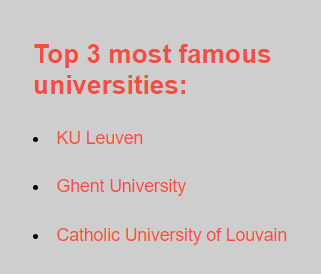 Top 3 most famous
universities:
• KU Leuven
• Ghent University
• Catholic University of Louvain